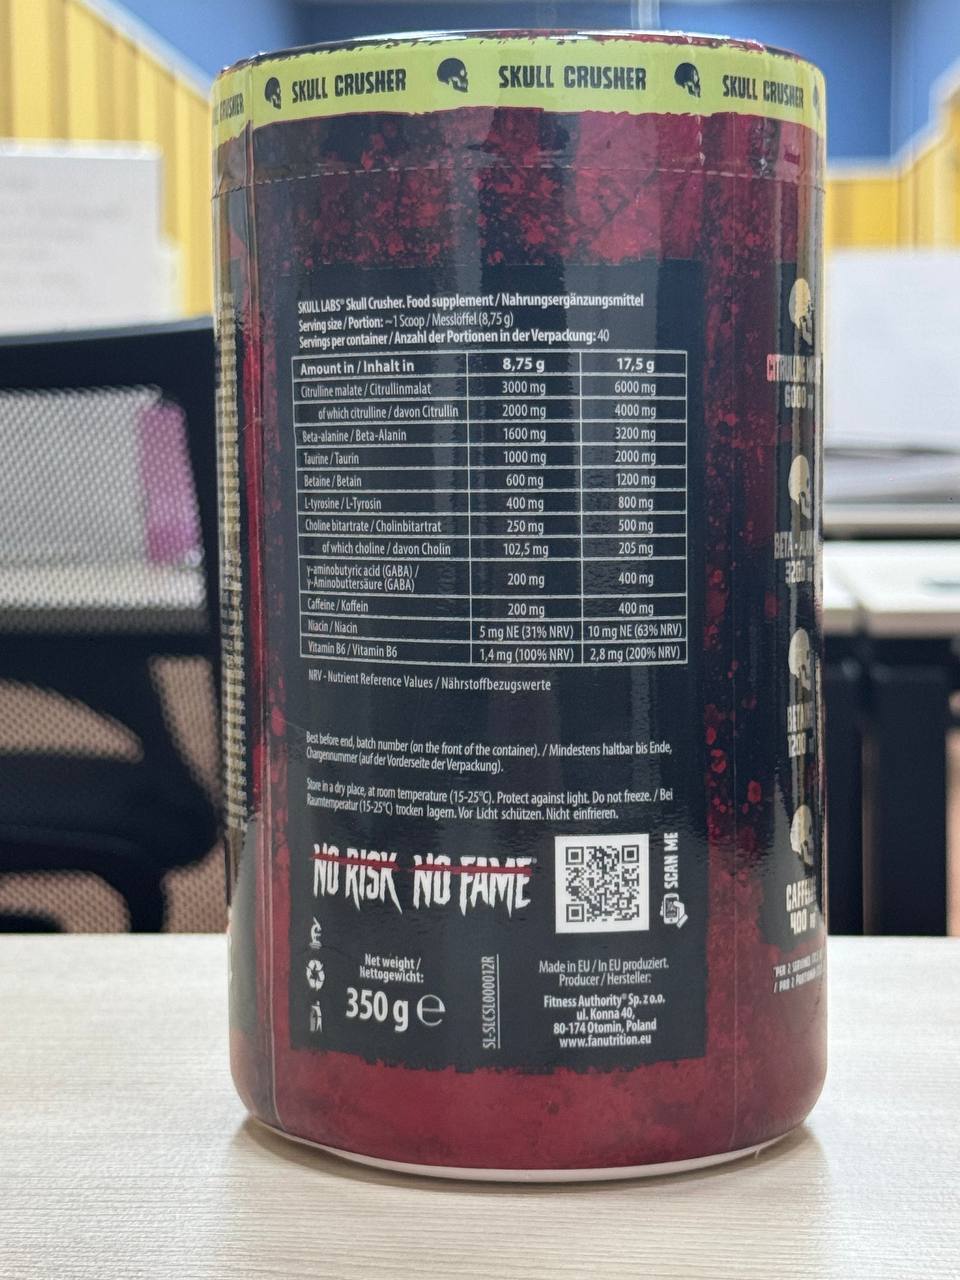 SKULL CRUSHER SKULL CRUSHER SKULL CRUSHER
SKULL LABS® Skull Crusher. Food supplement / Nahrungsergänzungsmittel
Serving size / Portion: ~1 Scoop / Messlöffel (8,75 g)
Servings per container / Anzahl der Portionen in der Verpackung: 40
Amount in / Inhalt in 8,75 g 17,5 g
Citrulline malate / Citrullinmalat 3000 mg 6000 mg
of which citrulline / davon Citrullin 2000 mg 4000 mg
Beta-alanine / Beta-Alanin 1600 mg 3200 mg
Taurine / Taurin 1000 mg 2000 mg
Betaine / Betain 600 mg 1200 mg
L-tyrosine / L-Tyrosin 400 mg 800 mg
Choline bitartrate / Cholinbitartrat 250 mg 500 mg
of which choline / davon Cholin 102,5 mg 205 mg
γ-aminobutyric acid (GABA) /
γ-Aminobuttersäure (GABA) 200 mg 400 mg
Caffeine / Koffein 200 mg 400 mg
Niacin / Niacin 5 mg NE (31% NRV) 10 mg NE (63% NRV)
Vitamin B6 / Vitamin B6 1,4 mg (100% NRV) 2,8 mg (200% NRV)
NRV - Nutrient Reference Values / Nährstoffbezugswerte
Best before end, batch number (on the front of the container). / Mindestens haltbar bis Ende,
Chargennummer (auf der Vorderseite der Verpackung).
Store in a dry place, at room temperature (15-25°C). Protect against light. Do not freeze. / Bei
Raumtemperatur (15-25°C) trocken lagern. Vor Licht schützen. Nicht einfrieren.
NO RISK NO FAME
SCAN ME
Net weight /
Nettogewicht:
350 g e
SL-SLCSL000012R
Made in EU / In EU produziert.
Producer / Hersteller:
Fitness Authority® Sp. z o.o.
ul. Konna 40,
80-174 Otomin, Poland
www.fanutrition.eu
6000
3200
1200
400